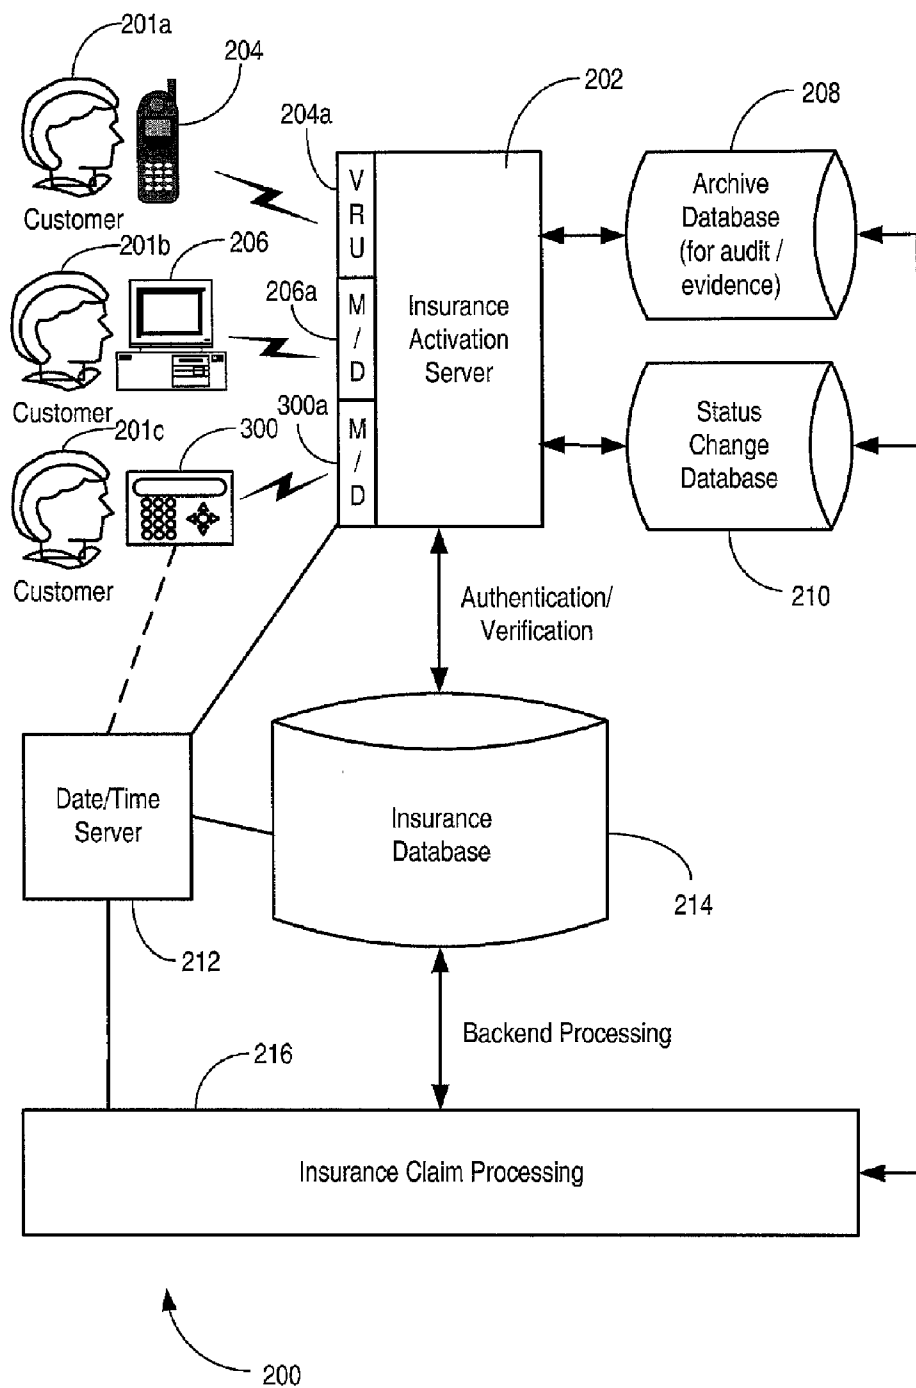 201a
204
204a
202
208
Customer
VRU
Archive
Database
(for audit /
evidence)
201b
206
206a
M/D
Insurance
Activation
Server
Customer
201c
300
300a
M/D
Status
Change
Database
Customer
210
Authentication/
Verification
Date/Time
Server
Insurance
Database
214
212
Backend Processing
216
Insurance Claim Processing
200